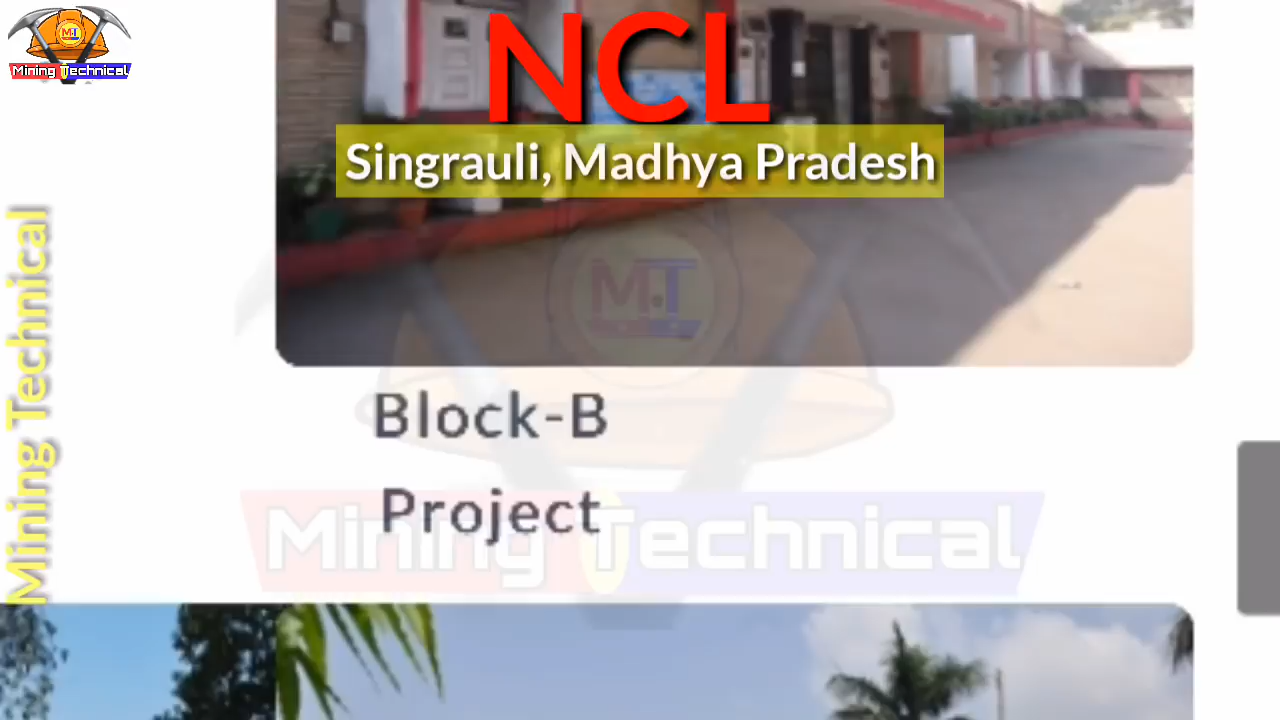 M.T
Mining Technical
NCL
Singrauli, Madhya Pradesh
Mining Technical
M.T
Block-B
Project
Mining Technical